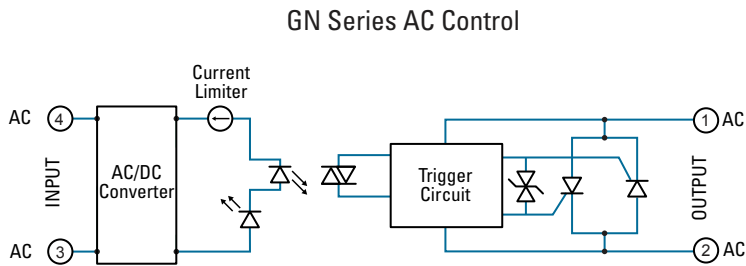 GN Series AC Control
Current
Limiter
AC 4
1 AC
INPUT
AC/DC
Converter
Trigger
Circuit
OUTPUT
AC 3
2 AC